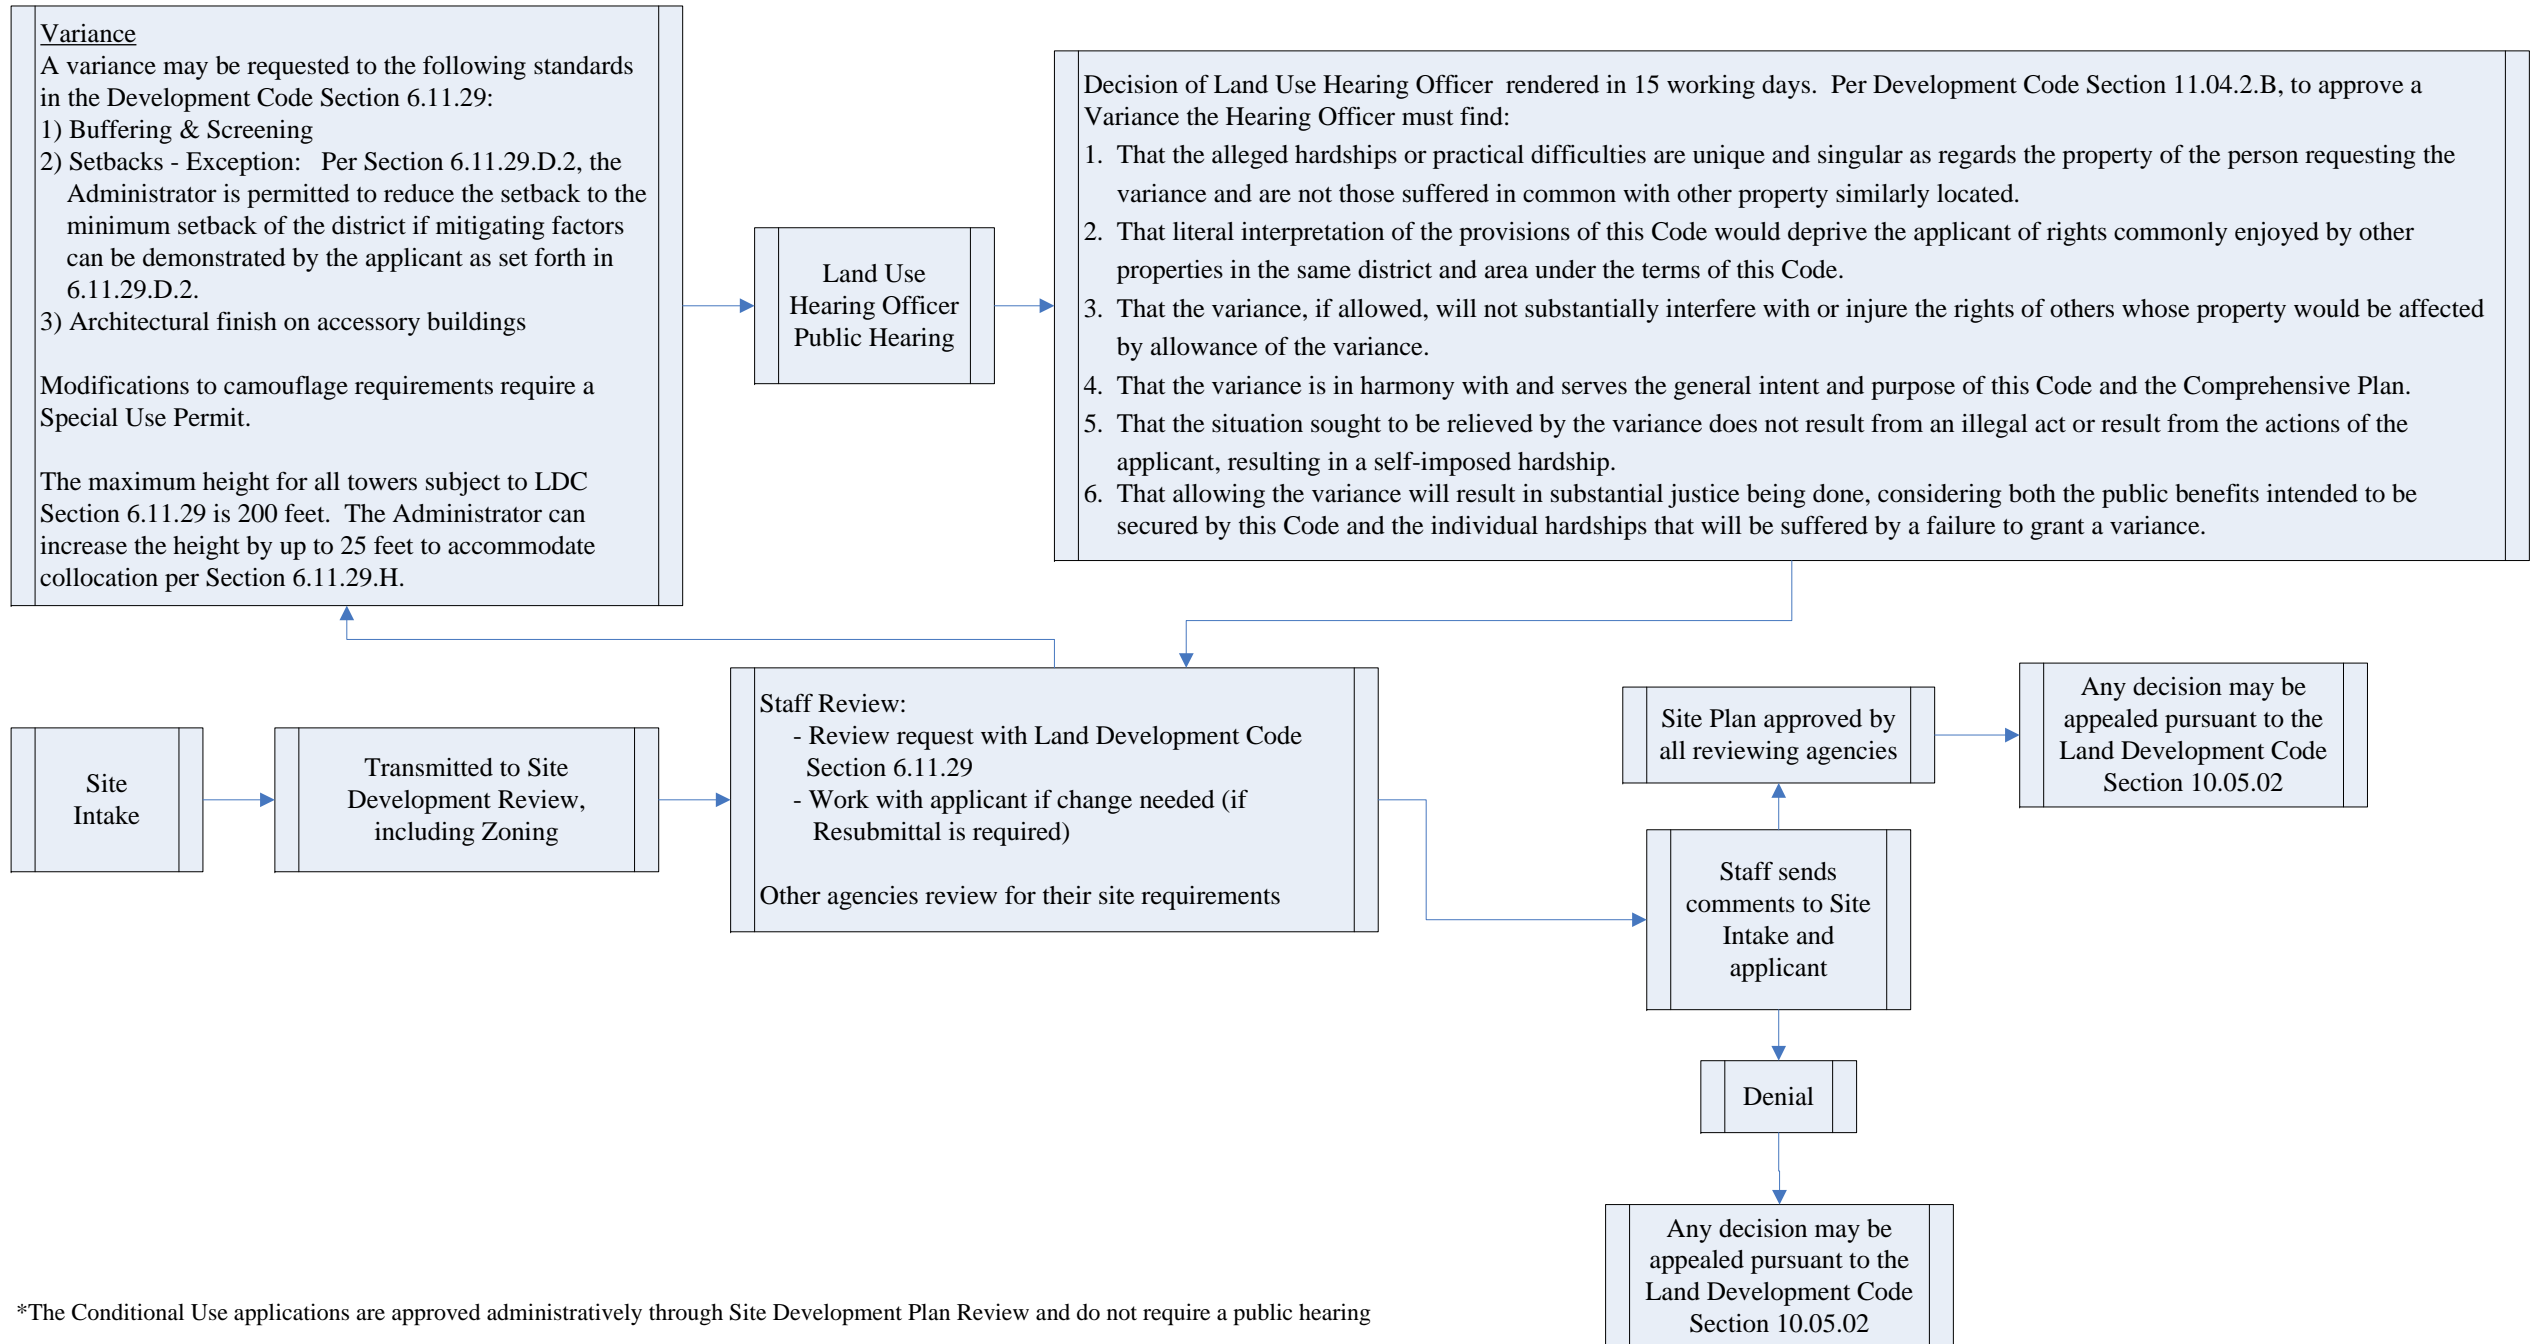 Variance
A variance may be requested to the following standards
in the Development Code Section 6.11.29:
1) Buffering & Screening
2) Setbacks - Exception: Per Section 6.11.29.D.2, the
Administrator is permitted to reduce the setback to the
minimum setback of the district if mitigating factors
can be demonstrated by the applicant as set forth in
6.11.29.D.2.
3) Architectural finish on accessory buildings
Modifications to camouflage requirements require a
Special Use Permit.
The maximum height for all towers subject to LDC
Section 6.11.29 is 200 feet. The Administrator can
increase the height by up to 25 feet to accommodate
collocation per Section 6.11.29.H.
Land Use
Hearing Officer
Public Hearing
Decision of Land Use Hearing Officer rendered in 15 working days. Per Development Code Section 11.04.2.B, to approve a
Variance the Hearing Officer must find:
1. That the alleged hardships or practical difficulties are unique and singular as regards the property of the person requesting the
variance and are not those suffered in common with other property similarly located.
2. That literal interpretation of the provisions of this Code would deprive the applicant of rights commonly enjoyed by other
properties in the same district and area under the terms of this Code.
3. That the variance, if allowed, will not substantially interfere with or injure the rights of others whose property would be affected
by allowance of the variance.
4. That the variance is in harmony with and serves the general intent and purpose of this Code and the Comprehensive Plan.
5. That the situation sought to be relieved by the variance does not result from an illegal act or result from the actions of the
applicant, resulting in a self-imposed hardship.
6. That allowing the variance will result in substantial justice being done, considering both the public benefits intended to be
secured by this Code and the individual hardships that will be suffered by a failure to grant a variance.
Site
Intake
Transmitted to Site
Development Review,
including Zoning
Staff Review:
- Review request with Land Development Code
Section 6.11.29
- Work with applicant if change needed (if
Resubmittal is required)
Other agencies review for their site requirements
Site Plan approved by
all reviewing agencies
Any decision may be
appealed pursuant to the
Land Development Code
Section 10.05.02
Staff sends
comments to Site
Intake and
applicant
Denial
Any decision may be
appealed pursuant to the
Land Development Code
Section 10.05.02
*The Conditional Use applications are approved administratively through Site Development Plan Review and do not require a public hearing